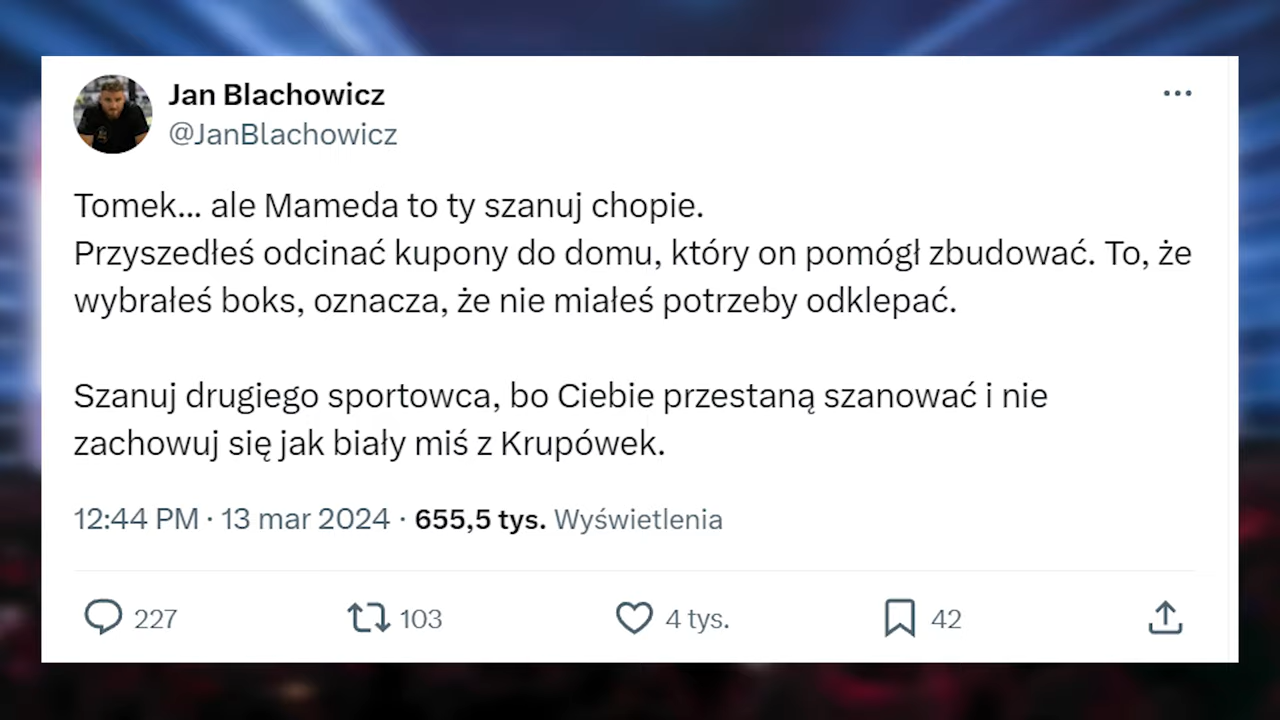 Jan Blachowicz
@JanBlachowicz
Tomek... ale Mameda to ty szanuj chopie.
Przyszedłeś odcinać kupony do domu, który on pomógł zbudować. To, że
wybrałeś boks, oznacza, że nie miałeś potrzeby odklepać.
Szanuj drugiego sportowca, bo Ciebie przestaną szanować i nie
zachowuj się jak biały miś z Krupówek.
12:44 PM · 13 mar 2024 · 655,5 tys. Wyświetlenia
227 103 4 tys. 42